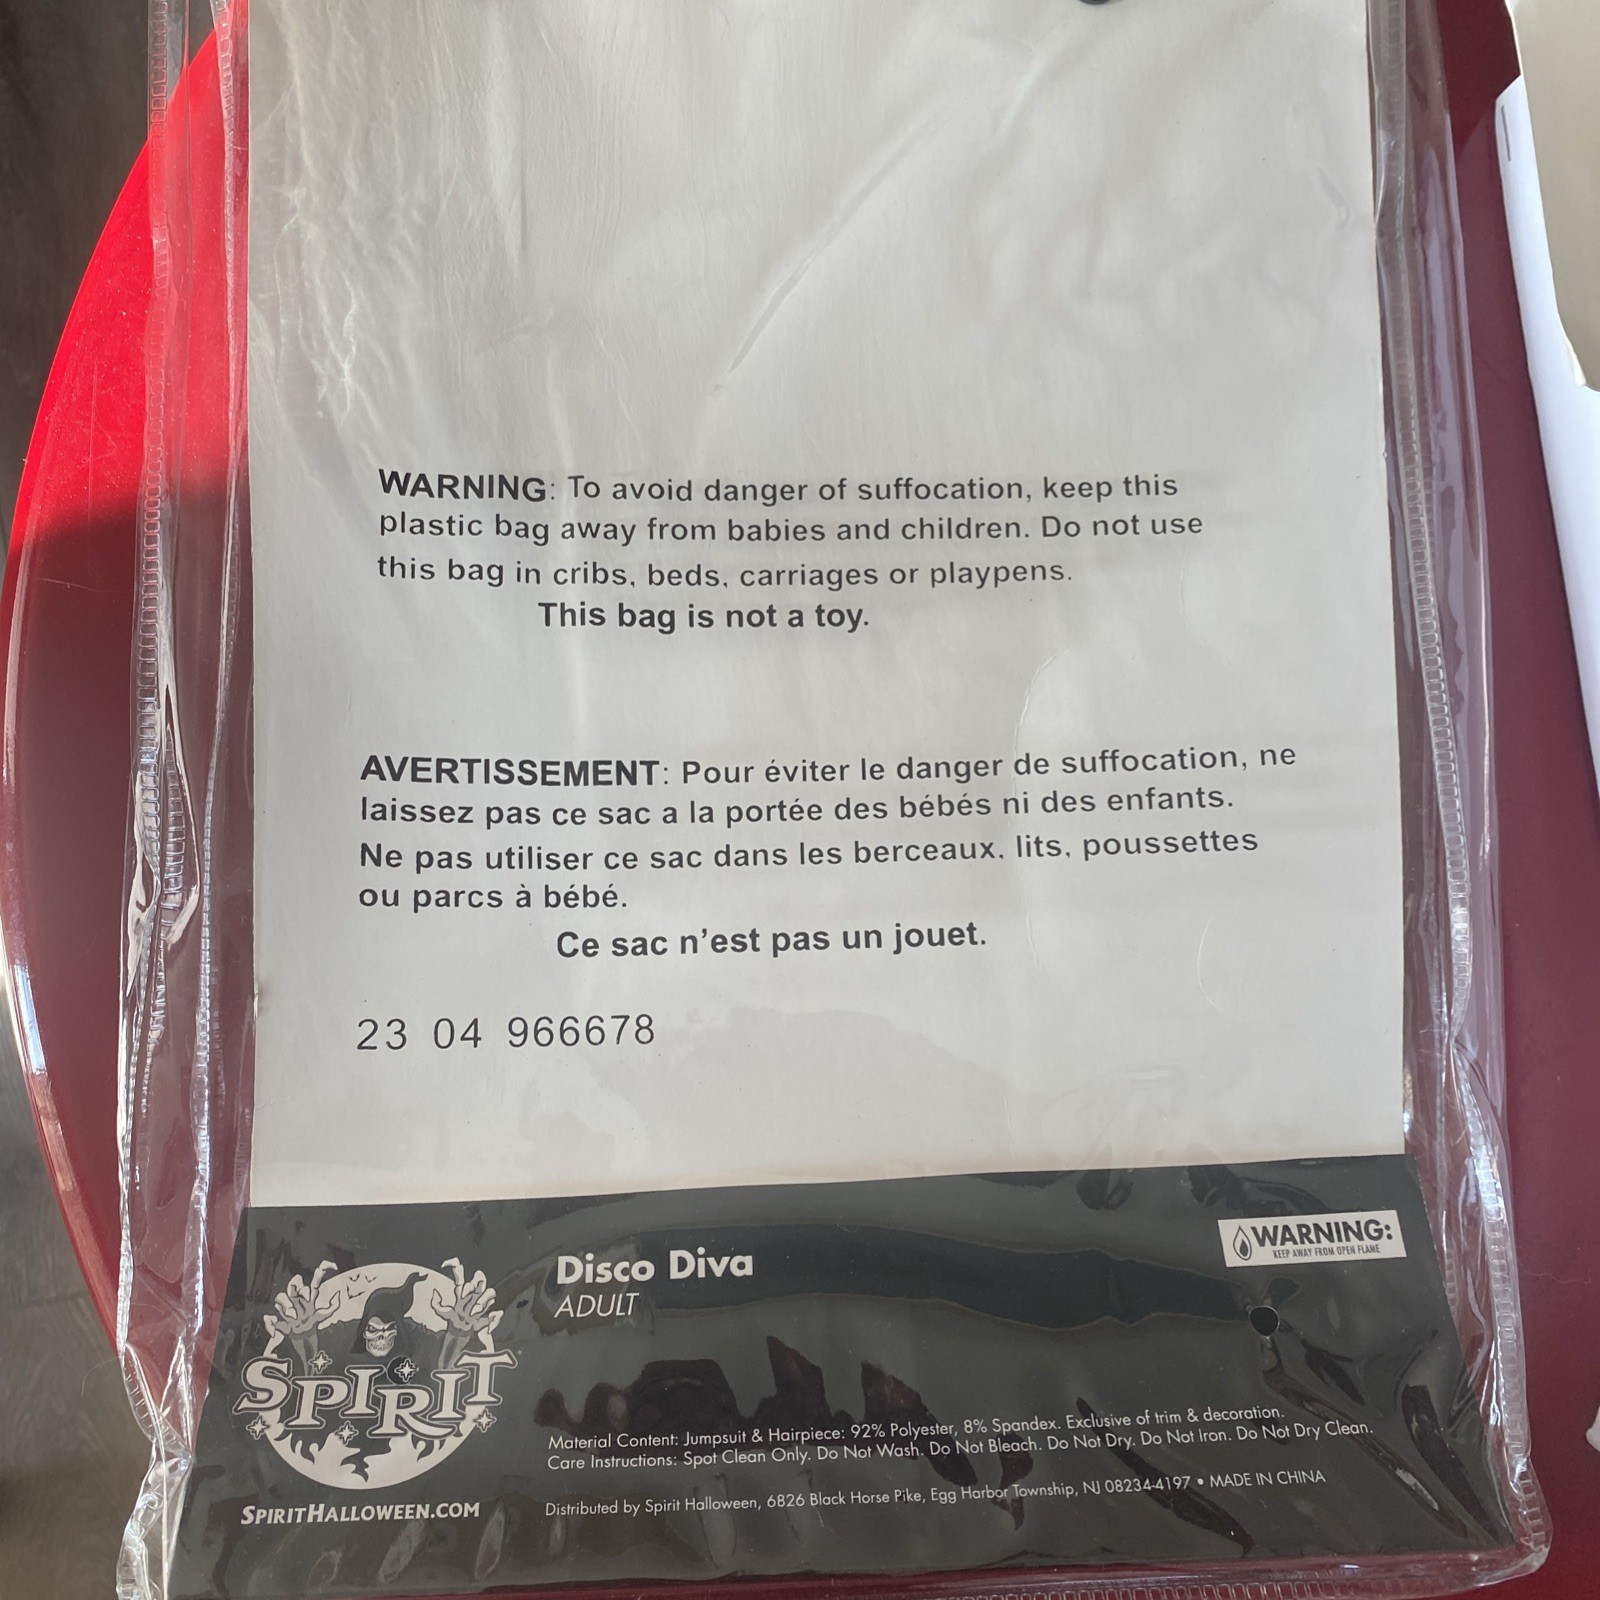 WARNING: To avoid danger of suffocation, keep this
plastic bag away from babies and children. Do not use
this bag in cribs, beds, carriages or playpens.
This bag is not a toy.
AVERTISSEMENT: Pour éviter le danger de suffocation, ne
laissez pas ce sac a la portée des bébés ni des enfants.
Ne pas utiliser ce sac dans les berceaux, lits, poussettes
ou parcs à bébé.
Ce sac n'est pas un jouet.
23 04 966678
WARNING:
KEEP AWAY FROM OPEN FLAME
Disco Diva
ADULT
SPIRIT
SPIRITHALLOWEEN.COM
Material Content: Jumpsuit & Hairpiece: 92% Polyester, 8% Spandex. Exclusive of trim & decoration.
Care Instructions: Spot Clean Only. Do Not Wash. Do Not Bleach. Do Not Dry. Do Not Iron. Do Not Dry Clean.
Distributed by Spirit Halloween, 6826 Black Horse Pike, Egg Harbor Township, NJ 08234-4197 • MADE IN CHINA